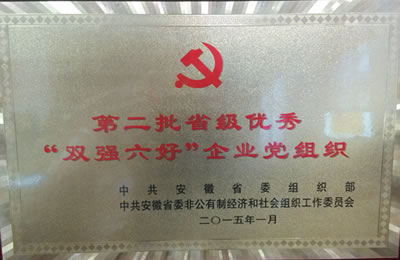 第二批省级优秀
“双强六好”企业党组织
中共安徽省委组织部
中共安徽省委非公有制经济和社会组织工作委员会
二〇一五年一月